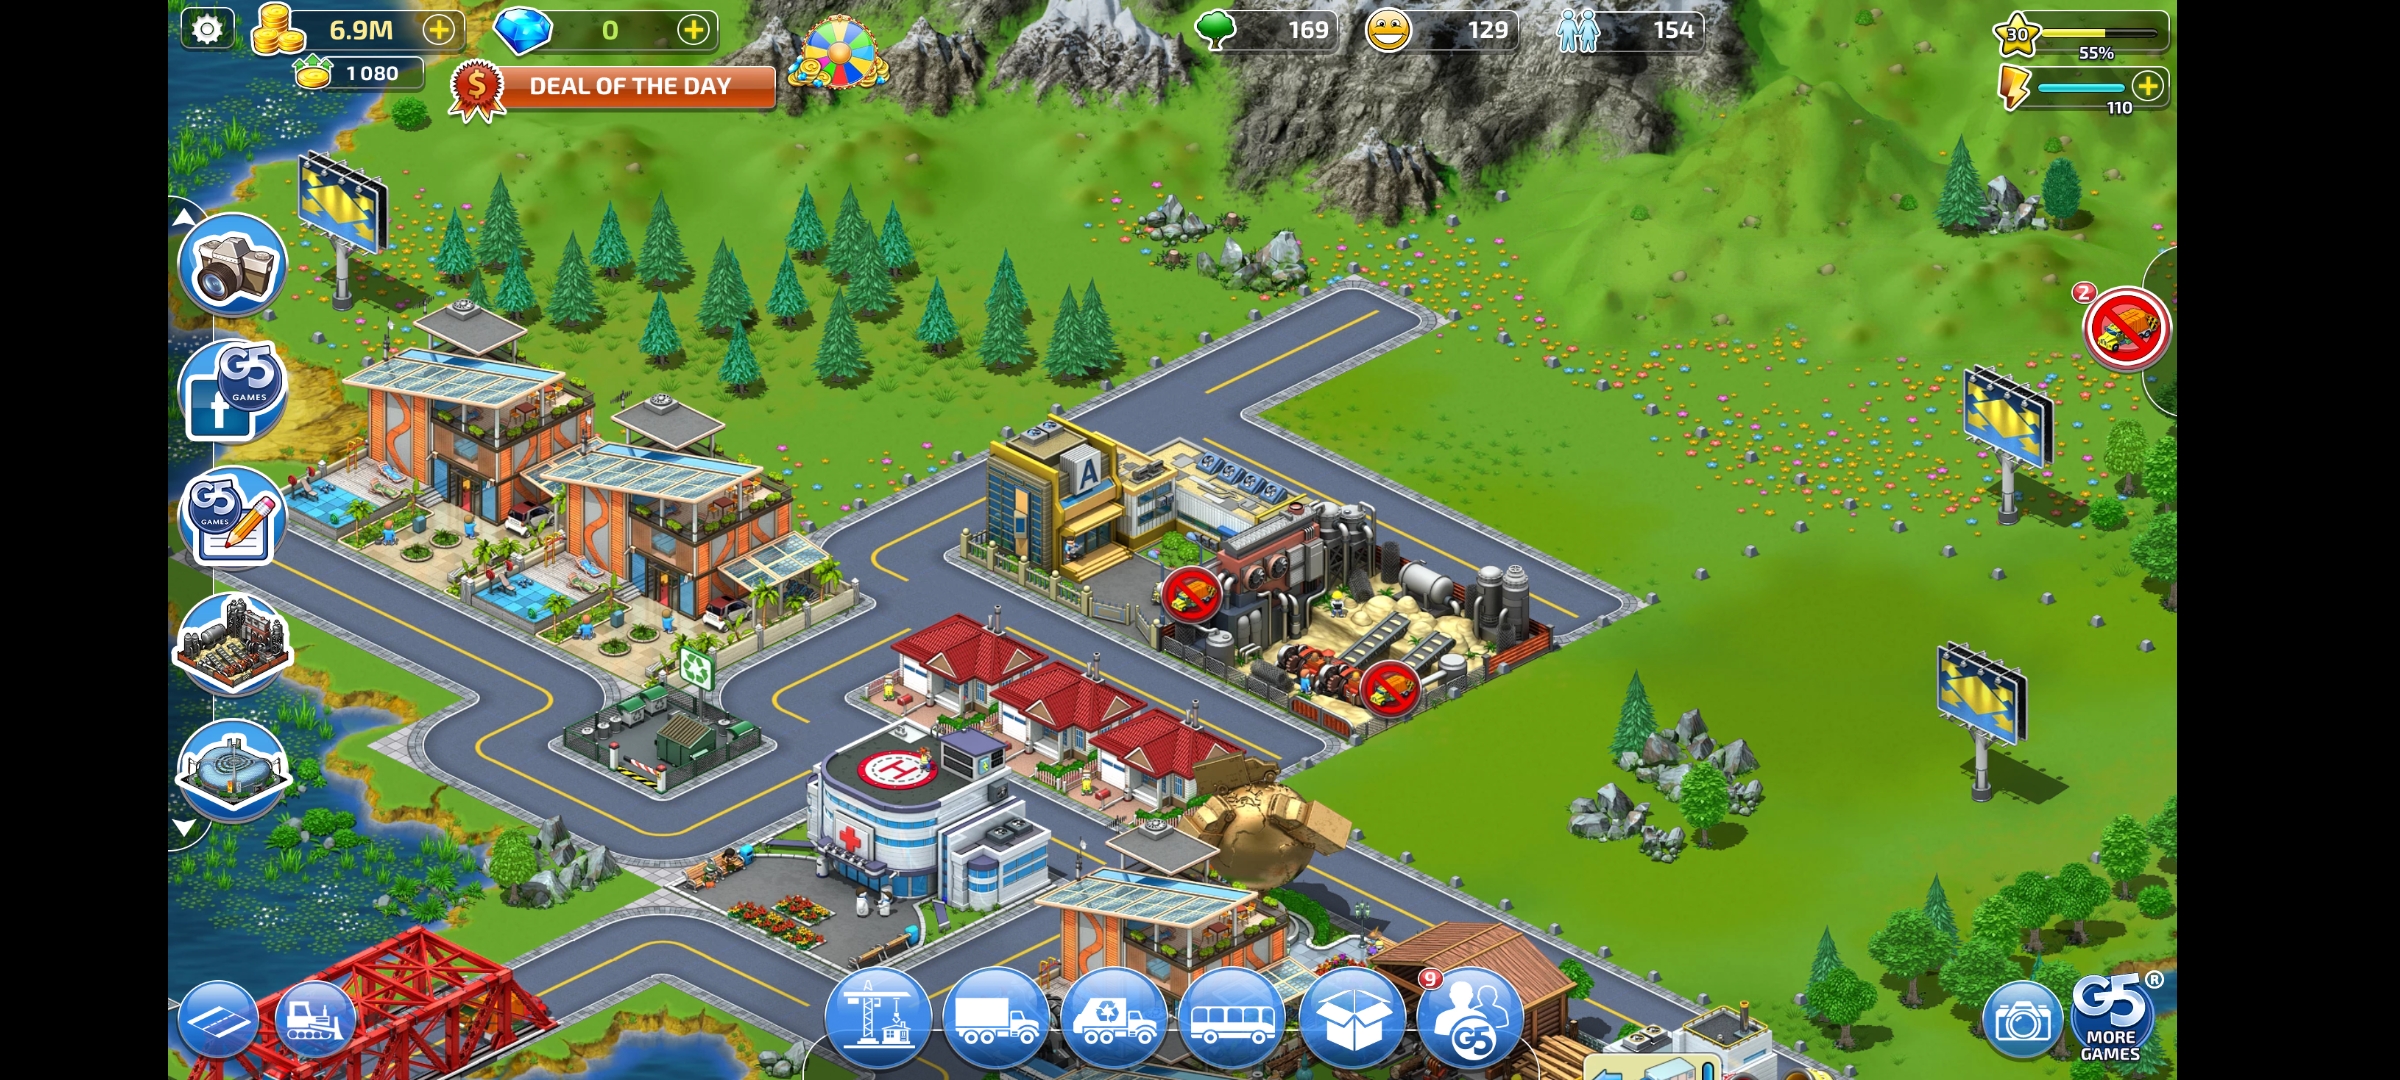 6.9M
0
169
129
154
30
55%
1 080
DEAL OF THE DAY
110
2
G5
GAMES
f
G5
GAMES
A
H
A
9
G5
G5®
MORE
GAMES